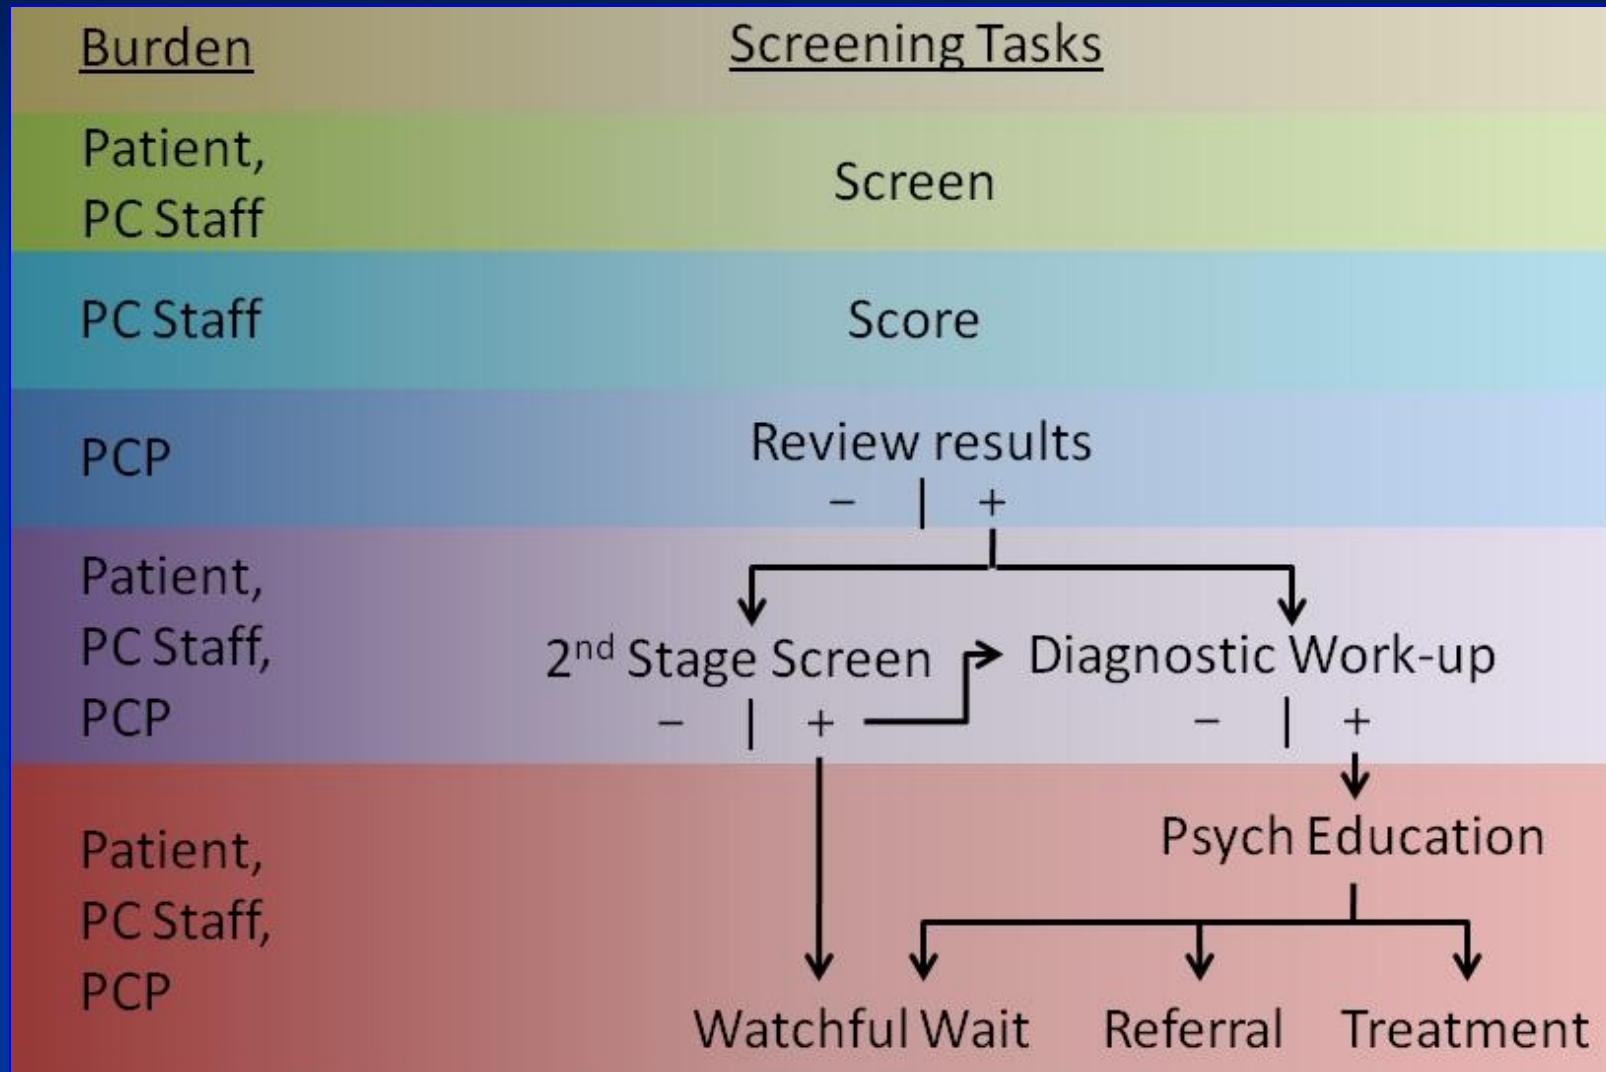 Burden Screening Tasks
Patient,
PC Staff
Screen
PC Staff Score
PCP
Review results
– | +
Patient,
PC Staff,
PCP
2nd Stage Screen Diagnostic Work-up
– | + – | +
Patient,
PC Staff,
PCP
Psych Education
Watchful Wait Referral Treatment